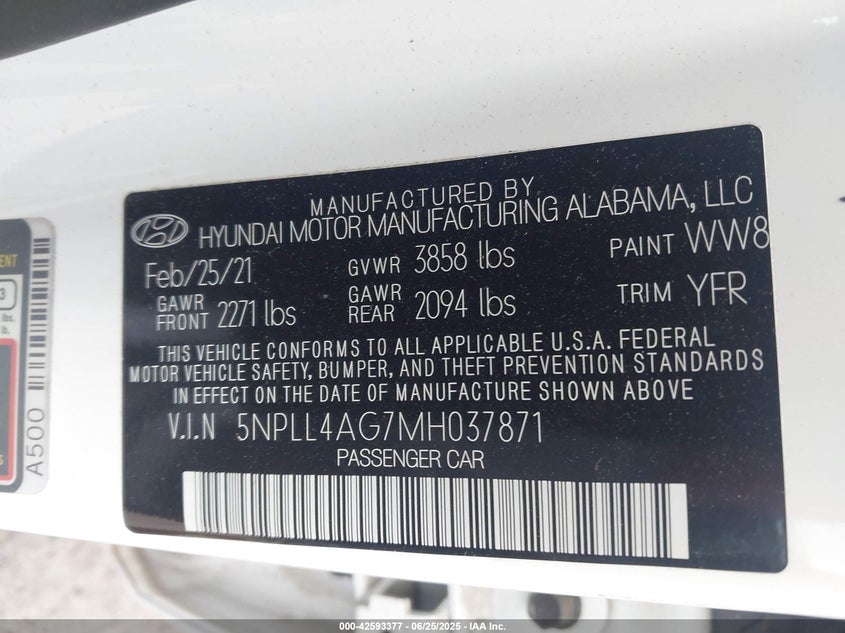 MANUFACTURED BY
HYUNDAI MOTOR MANUFACTURING ALABAMA, LLC
Feb/25/21 GVWR 3858 lbs PAINT WW8
GAWR FRONT 2271 lbs GAWR REAR 2094 lbs TRIM YFR
THIS VEHICLE CONFORMS TO ALL APPLICABLE U.S.A. FEDERAL
MOTOR VEHICLE SAFETY, BUMPER, AND THEFT PREVENTION STANDARDS
IN EFFECT ON THE DATE OF MANUFACTURE SHOWN ABOVE.
V.I.N 5NPLL4AG7MH037871
PASSENGER CAR
3
lbs.
lb.
A500
000-42593377 - 06/25/2025 - IAA Inc.